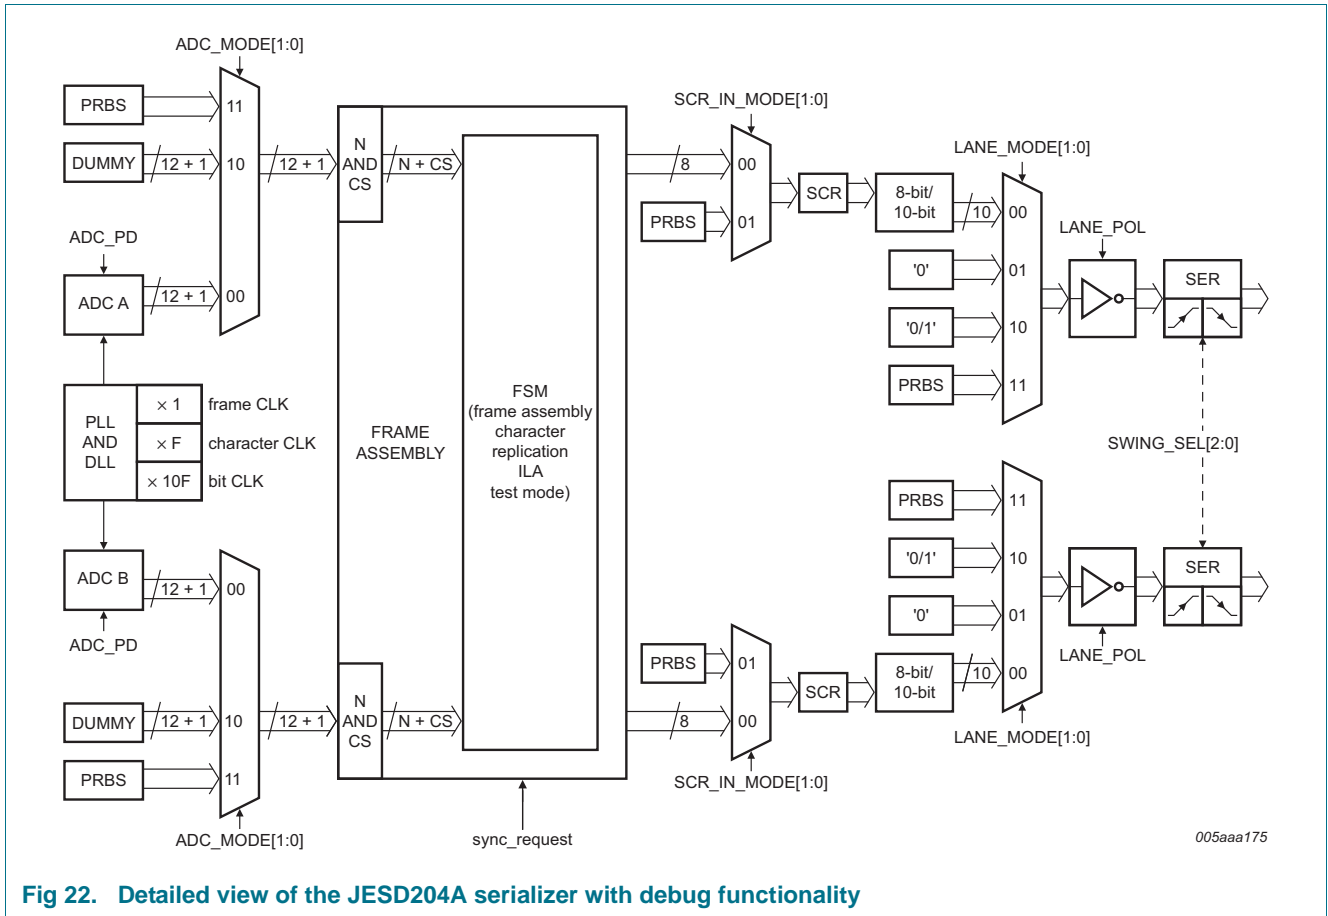 ADC_MODE[1:0]
PRBS
11
DUMMY
12 + 1
10
12 + 1
ADC_PD
ADC A
12 + 1
00
PLL
AND
DLL
× 1
frame CLK
× F
character CLK
× 10F
bit CLK
ADC B
12 + 1
00
ADC_PD
DUMMY
12 + 1
10
12 + 1
PRBS
11
ADC_MODE[1:0]
N
AND
CS
N + CS
FRAME
ASSEMBLY
FSM
(frame assembly
character
replication
ILA
test mode)
N
AND
CS
N + CS
sync_request
SCR_IN_MODE[1:0]
8
00
PRBS
01
SCR
8-bit/
10-bit
10
LANE_MODE[1:0]
00
'0'
01
'0/1'
10
PRBS
11
LANE_POL
SER
SWING_SEL[2:0]
PRBS
11
'0/1'
10
'0'
01
8-bit/
10-bit
10
00
LANE_MODE[1:0]
PRBS
01
8
00
SCR
SCR_IN_MODE[1:0]
LANE_POL
SER
005aaa175
Fig 22. Detailed view of the JESD204A serializer with debug functionality